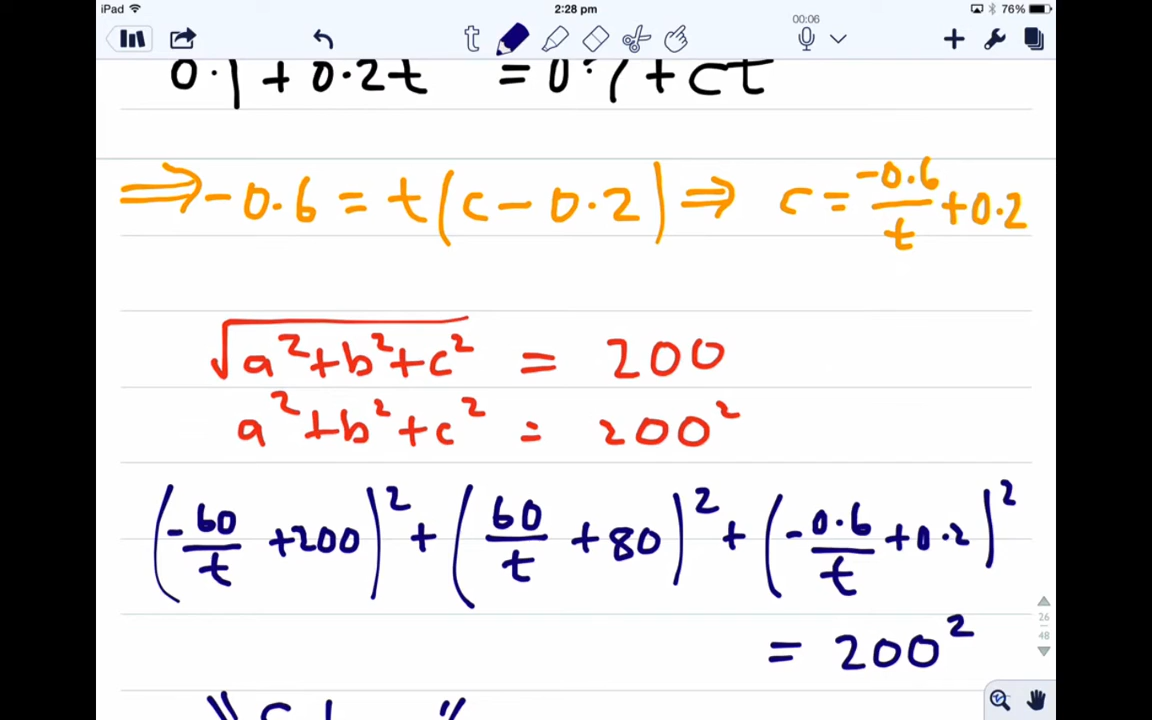 iPad 2:28 pm 76%
t 00:06
0.1 + 0.2t = 0.7 + ct
⟹ -0.6 = t(c - 0.2) ⟹ c = -0.6/t + 0.2
√(a²+b²+c²) = 200
a²+b²+c² = 200²
(-60/t + 200)² + (60/t + 80)² + (-0.6/t + 0.2)²
= 200²
26
48